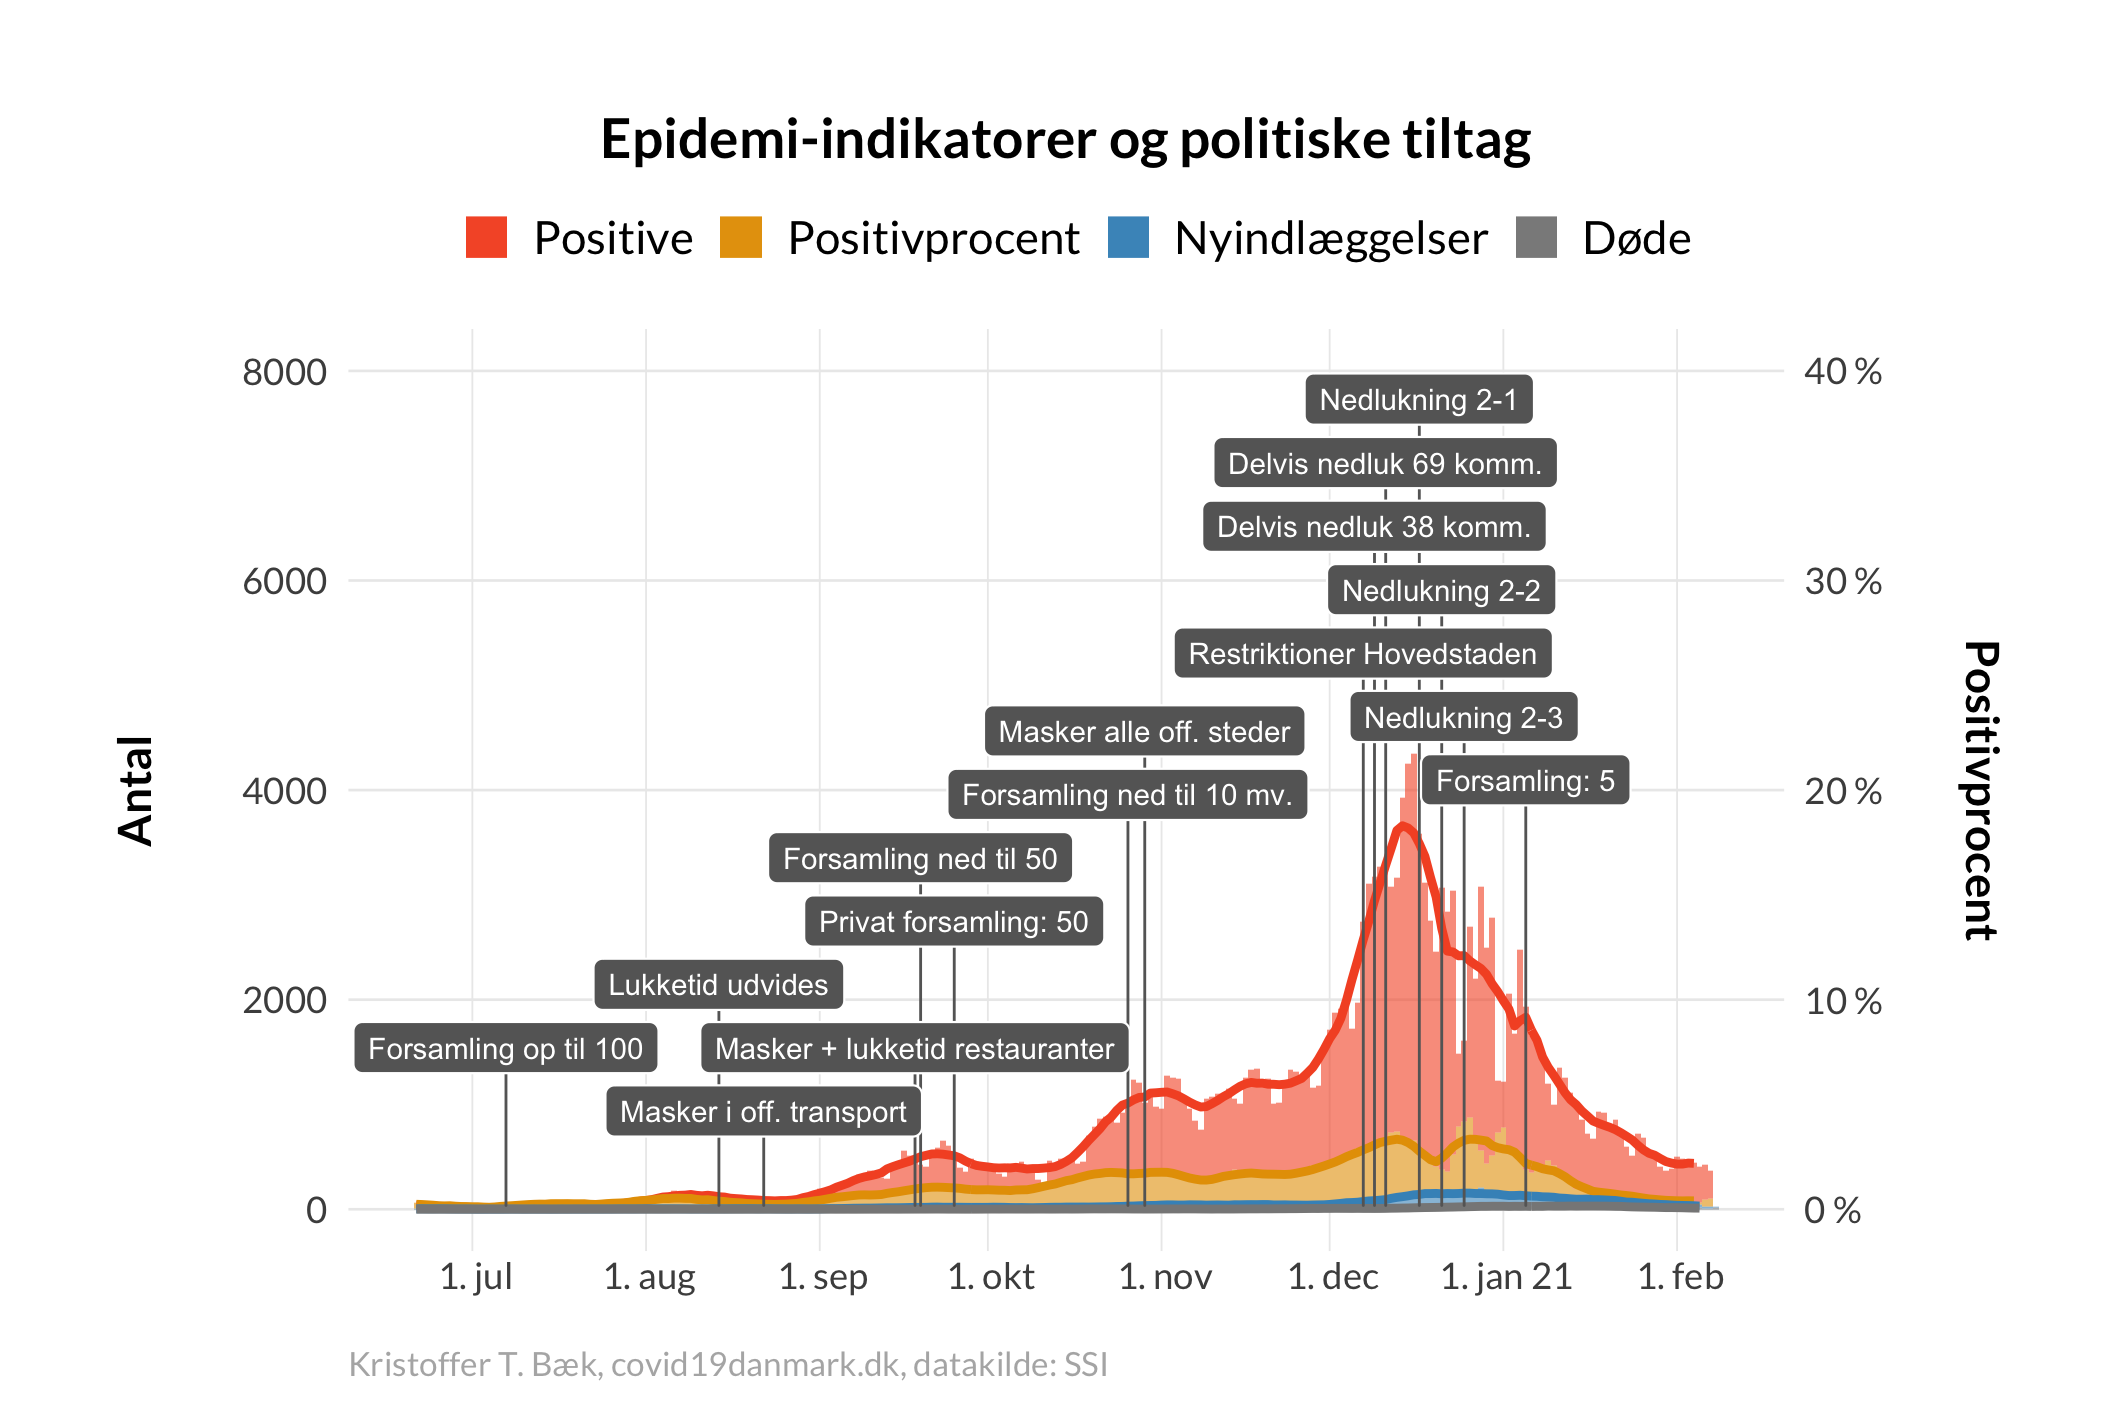 Epidemi-indikatorer og politiske tiltag
Positive
Positivprocent
Nyindlæggelser
Døde
Antal
8000
6000
4000
2000
0
Nedlukning 2-1
Delvis nedluk 69 komm.
Delvis nedluk 38 komm.
Nedlukning 2-2
Restriktioner Hovedstaden
Nedlukning 2-3
Masker alle off. steder
Forsamling: 5
Forsamling ned til 10 mv.
Forsamling ned til 50
Privat forsamling: 50
Lukketid udvides
Forsamling op til 100
Masker + lukketid restauranter
Masker i off. transport
40 %
30 %
20 %
10 %
0 %
Positivprocent
1. jul
1. aug
1. sep
1. okt
1. nov
1. dec
1. jan 21
1. feb
Kristoffer T. Bæk, covid19danmark.dk, datakilde: SSI